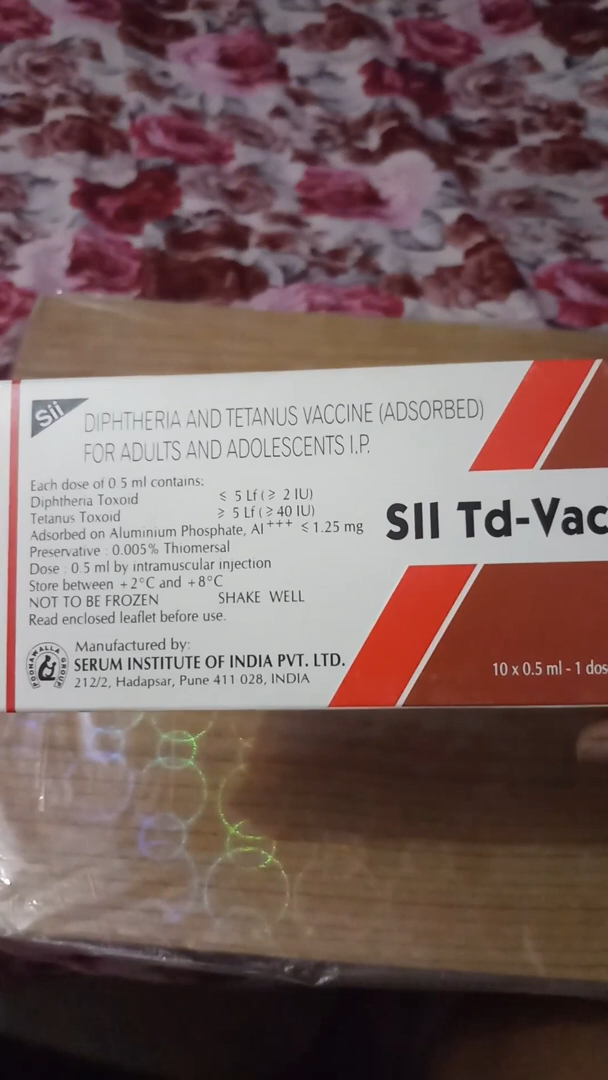 Sii
DIPHTHERIA AND TETANUS VACCINE (ADSORBED)
FOR ADULTS AND ADOLESCENTS I.P.
Each dose of 0.5 ml contains:
Diphtheria Toxoid ⩽ 5 Lf (⩾ 2 IU)
Tetanus Toxoid ⩾ 5 Lf (⩾ 40 IU)
Adsorbed on Aluminium Phosphate, Al+++ ⩽ 1.25 mg
Preservative : 0.005% Thiomersal
Dose : 0.5 ml by intramuscular injection
Store between +2°C and +8°C
NOT TO BE FROZEN SHAKE WELL
Read enclosed leaflet before use.
POONAWALLA GROUP
Manufactured by:
SERUM INSTITUTE OF INDIA PVT. LTD.
212/2, Hadapsar, Pune 411 028, INDIA
SII Td-Vac
10 x 0.5 ml - 1 dos